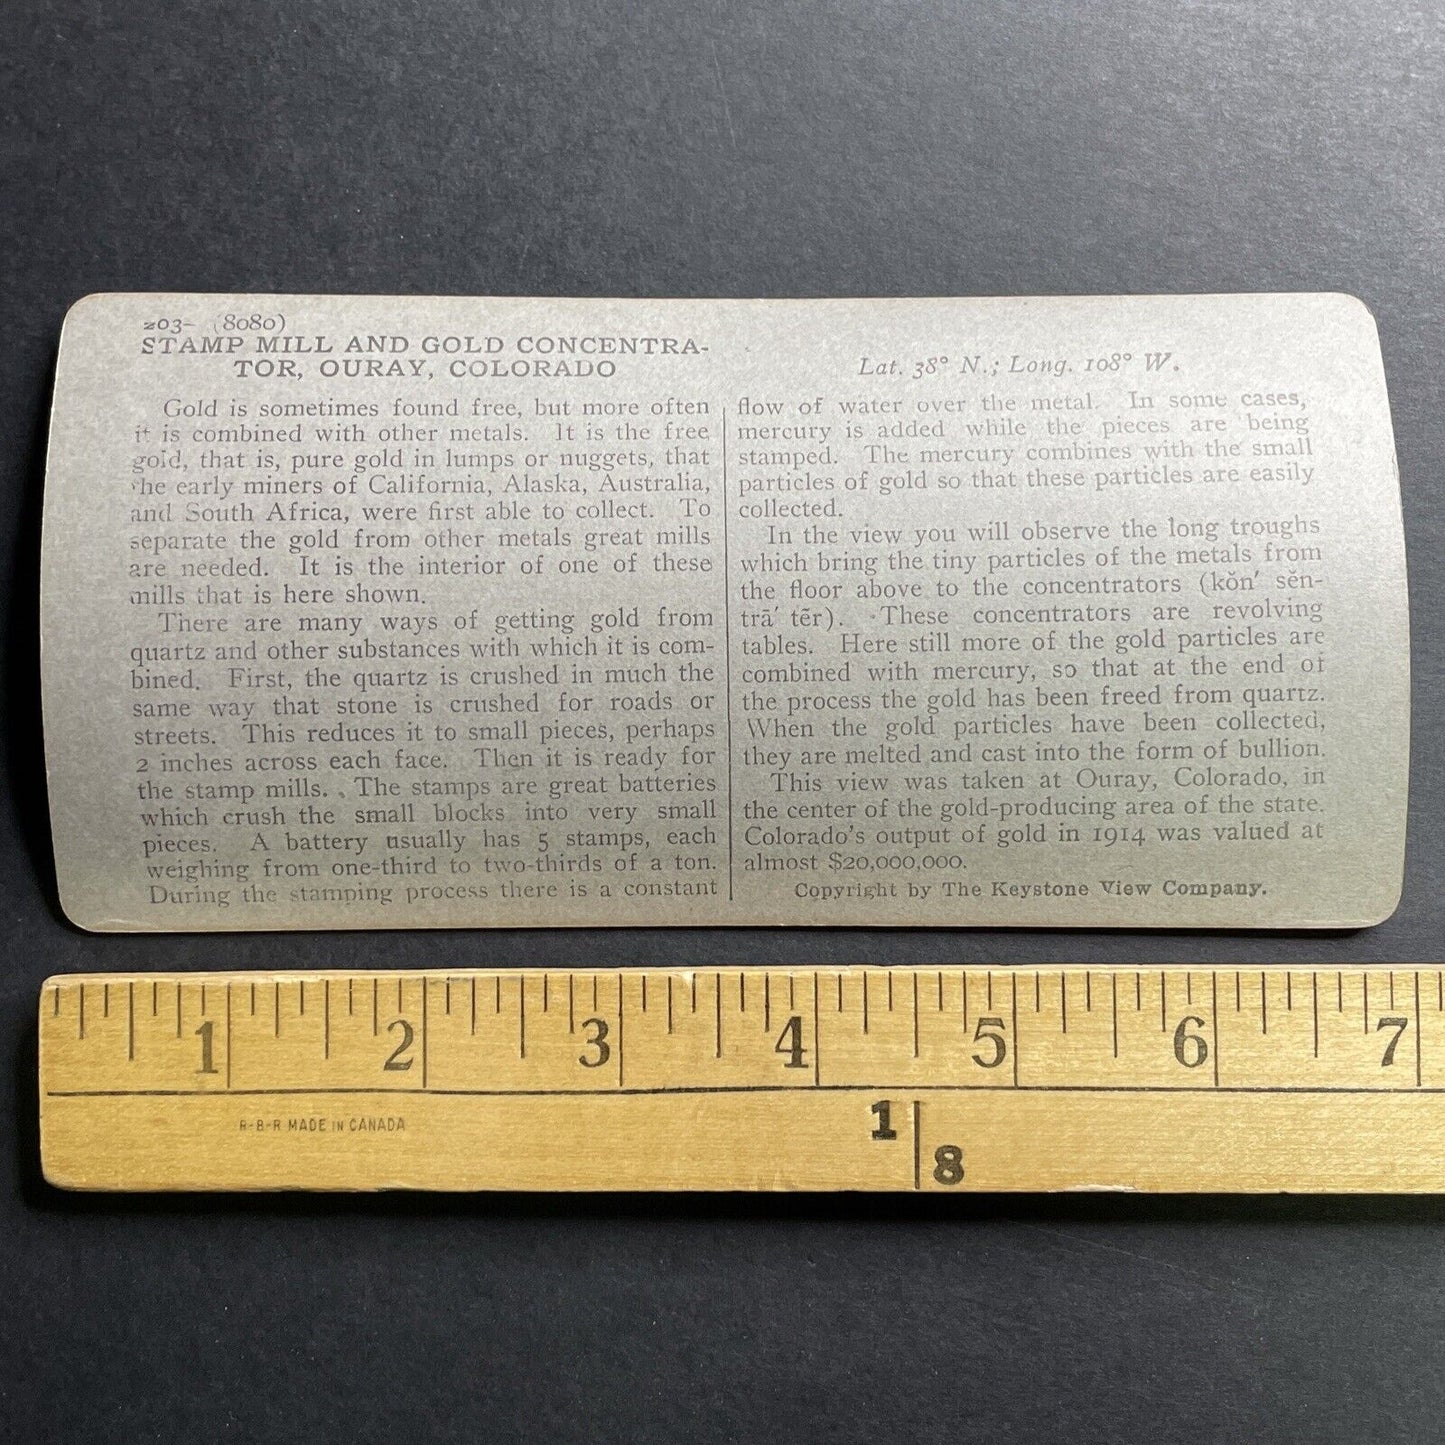 203- (8080)
STAMP MILL AND GOLD CONCENTRA-
TOR, OURAY, COLORADO
Gold is sometimes found free, but more often
it is combined with other metals. It is the free
gold, that is, pure gold in lumps or nuggets, that
the early miners of California, Alaska, Australia,
and South Africa, were first able to collect. To
separate the gold from other metals great mills
are needed. It is the interior of one of these
mills that is here shown.
There are many ways of getting gold from
quartz and other substances with which it is com-
bined. First, the quartz is crushed in much the
same way that stone is crushed for roads or
streets. This reduces it to small pieces, perhaps
2 inches across each face. Then it is ready for
the stamp mills. The stamps are great batteries
which crush the small blocks into very small
pieces. A battery usually has 5 stamps, each
weighing from one-third to two-thirds of a ton.
During the stamping process there is a constant
Lat. 38° N.; Long. 108° W.
flow of water over the metal. In some cases,
mercury is added while the pieces are being
stamped. The mercury combines with the small
particles of gold so that these particles are easily
collected.
In the view you will observe the long troughs
which bring the tiny particles of the metals from
the floor above to the concentrators (kŏn′ sĕn-
trā′ tẽr). These concentrators are revolving
tables. Here still more of the gold particles are
combined with mercury, so that at the end of
the process the gold has been freed from quartz.
When the gold particles have been collected,
they are melted and cast into the form of bullion.
This view was taken at Ouray, Colorado, in
the center of the gold-producing area of the state.
Colorado's output of gold in 1914 was valued at
almost $20,000,000.
Copyright by The Keystone View Company.
1 2 3 4 5 6 7
R-B-R MADE IN CANADA
1
8